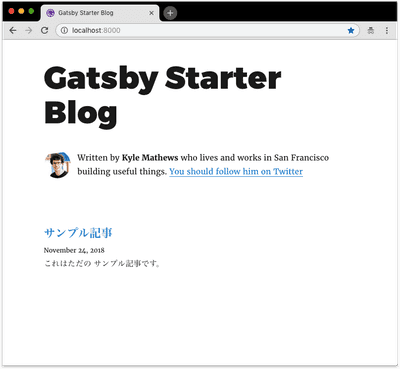 Gatsby Starter Blog
localhost:8000
Gatsby Starter
Blog
Written by Kyle Mathews who lives and works in San Francisco
building useful things. You should follow him on Twitter
サンプル記事
November 24, 2018
これはただの サンプル記事です。